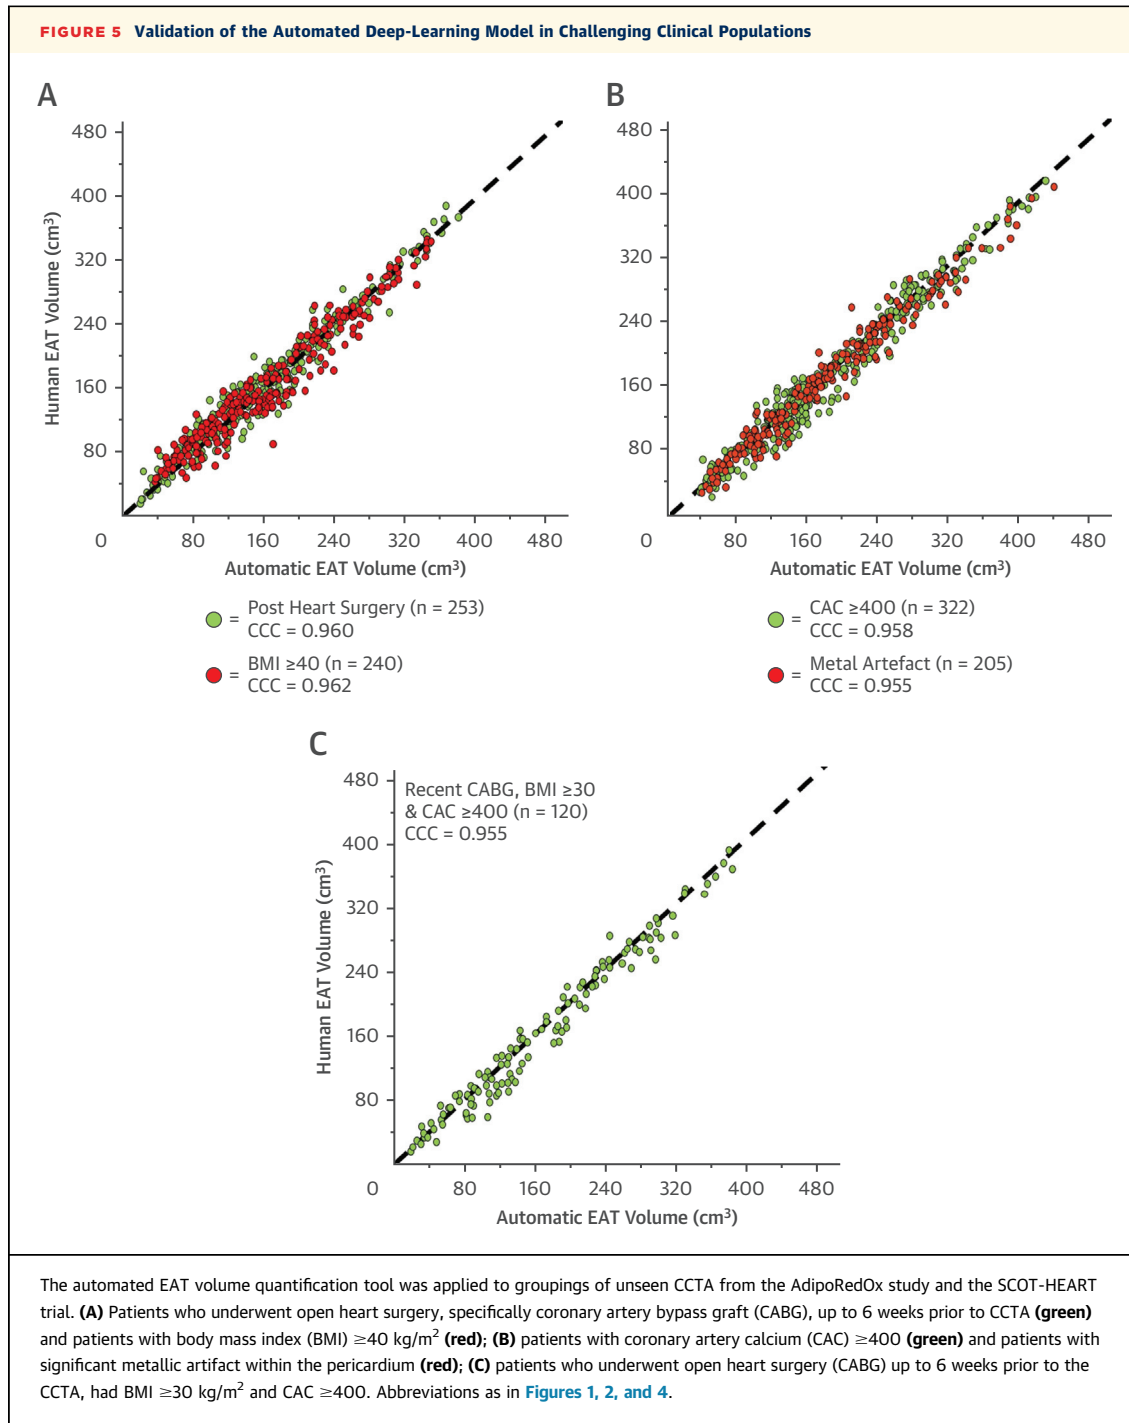 FIGURE 5 Validation of the Automated Deep-Learning Model in Challenging Clinical Populations
A
480
400
320
240
160
80
Human EAT Volume (cm³)
0 80 160 240 320 400 480
Automatic EAT Volume (cm³)
= Post Heart Surgery (n = 253)
CCC = 0.960
= BMI ≥40 (n = 240)
CCC = 0.962
B
480
400
320
240
160
80
Human EAT Volume (cm³)
0 80 160 240 320 400 480
Automatic EAT Volume (cm³)
= CAC ≥400 (n = 322)
CCC = 0.958
= Metal Artefact (n = 205)
CCC = 0.955
C
Recent CABG, BMI ≥30
& CAC ≥400 (n = 120)
CCC = 0.955
480
400
320
240
160
80
Human EAT Volume (cm³)
0 80 160 240 320 400 480
Automatic EAT Volume (cm³)
The automated EAT volume quantification tool was applied to groupings of unseen CCTA from the AdipoRedOx study and the SCOT-HEART
trial. (A) Patients who underwent open heart surgery, specifically coronary artery bypass graft (CABG), up to 6 weeks prior to CCTA (green)
and patients with body mass index (BMI) ≥40 kg/m² (red); (B) patients with coronary artery calcium (CAC) ≥400 (green) and patients with
significant metallic artifact within the pericardium (red); (C) patients who underwent open heart surgery (CABG) up to 6 weeks prior to the
CCTA, had BMI ≥30 kg/m² and CAC ≥400. Abbreviations as in Figures 1, 2, and 4.